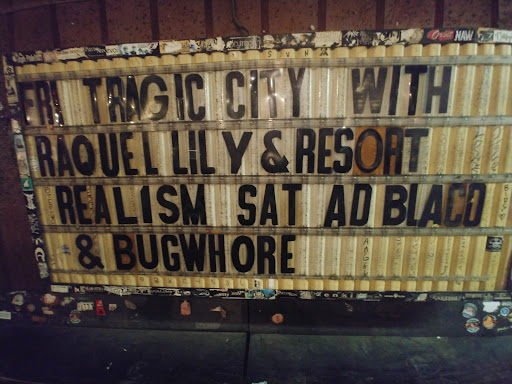 FRI TRAGIC CITY WITH
RAQUEL LILY & RESORT
REALISM SAT AD BLACO
& BUGWHORE